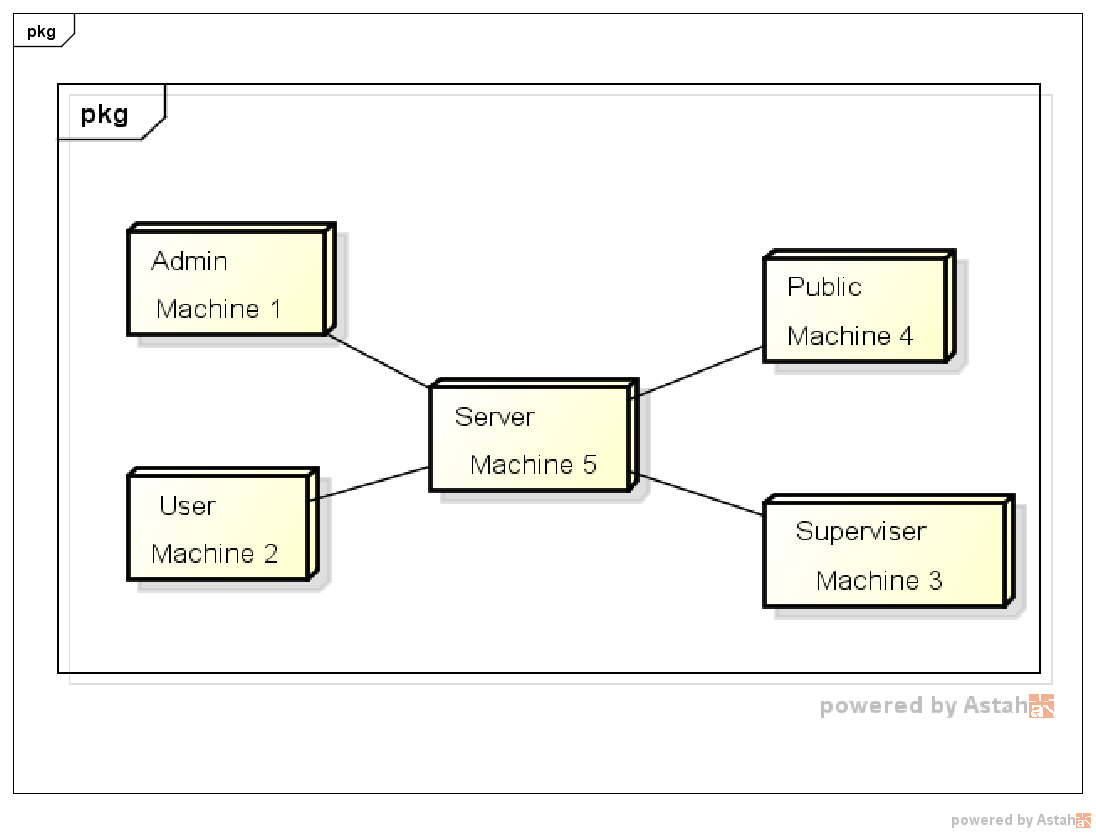 pkg
pkg
Admin
Machine 1
Public
Machine 4
Server
Machine 5
User
Machine 2
Superviser
Machine 3
powered by Astah
powered by Astah